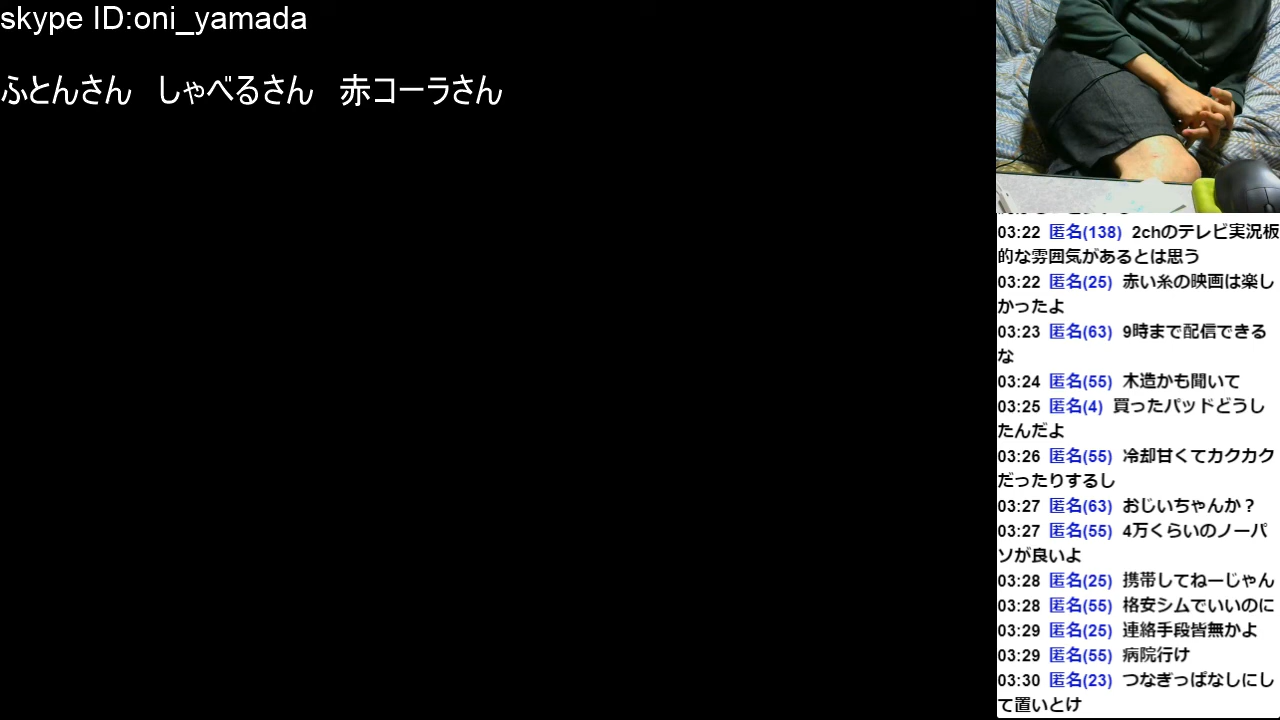 skype ID:oni_yamada
ふとんさん　しゃべるさん　赤コーラさん
03:22 匿名(138) 2chのテレビ実況板
的な雰囲気があるとは思う
03:22 匿名(25) 赤い糸の映画は楽し
かったよ
03:23 匿名(63) 9時まで配信できる
な
03:24 匿名(55) 木造かも聞いて
03:25 匿名(4) 買ったパッドどうし
たんだよ
03:26 匿名(55) 冷却甘くてカクカク
だったりするし
03:27 匿名(63) おじいちゃんか？
03:27 匿名(55) 4万くらいのノーパ
ソが良いよ
03:28 匿名(25) 携帯してねーじゃん
03:28 匿名(55) 格安シムでいいのに
03:29 匿名(25) 連絡手段皆無かよ
03:29 匿名(55) 病院行け
03:30 匿名(23) つなぎっぱなしにし
て置いとけ